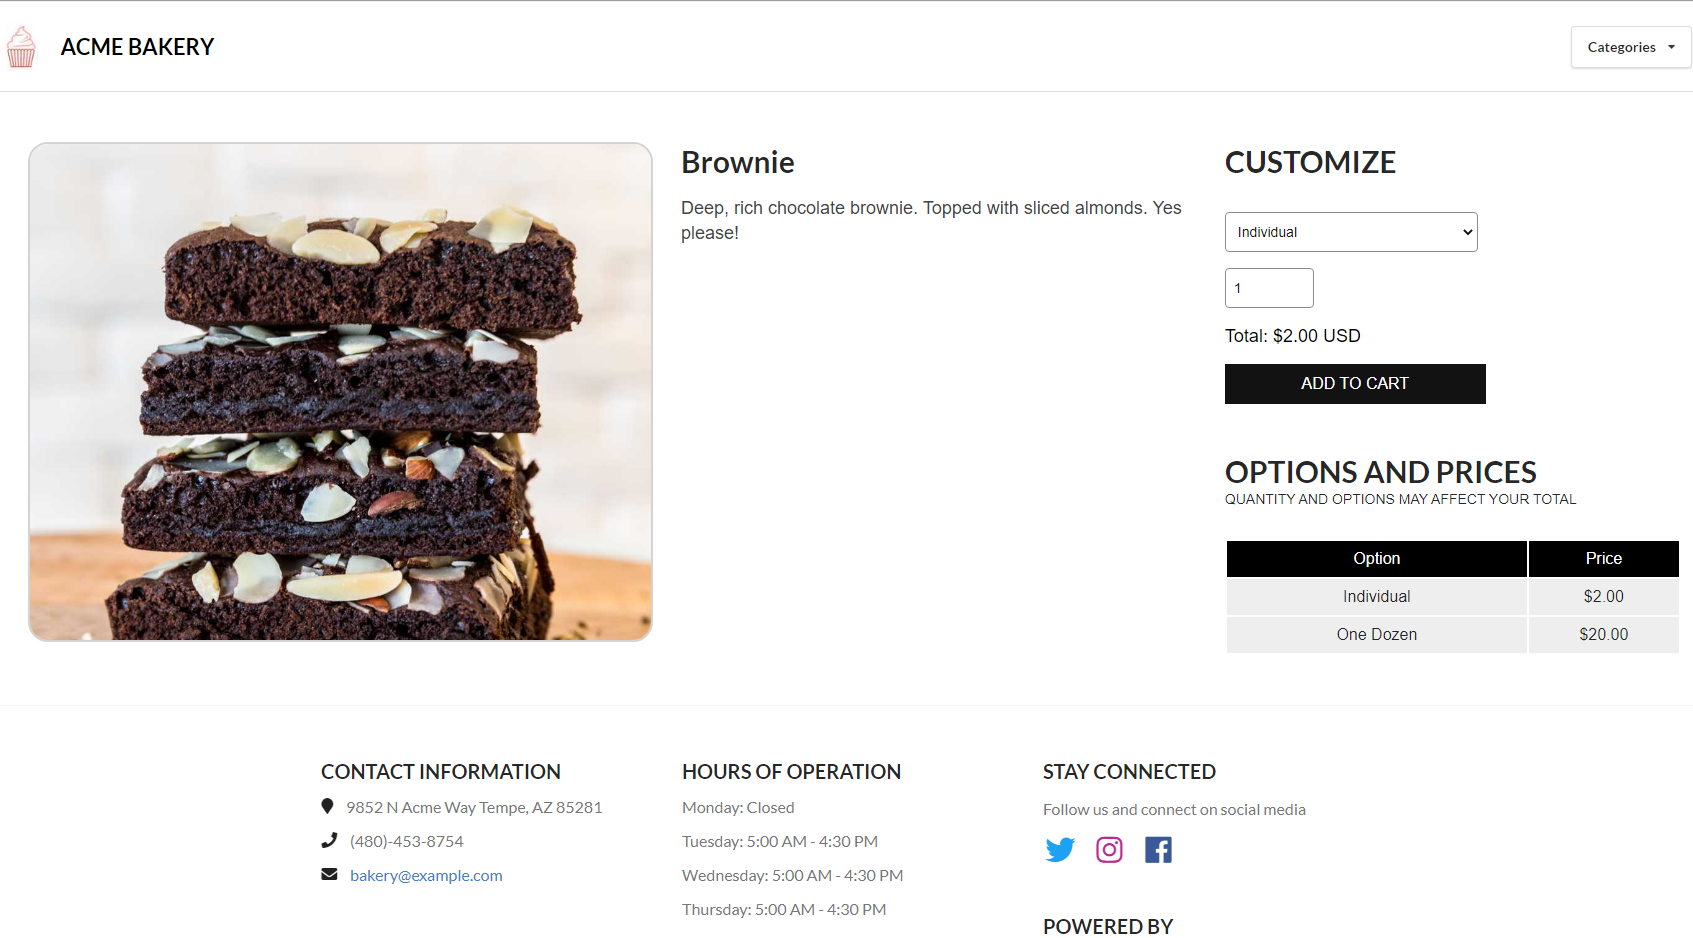 ACME BAKERY
Categories
Brownie
Deep, rich chocolate brownie. Topped with sliced almonds. Yes
please!
CUSTOMIZE
Individual
1
Total: $2.00 USD
ADD TO CART
OPTIONS AND PRICES
QUANTITY AND OPTIONS MAY AFFECT YOUR TOTAL
Option Price
Individual $2.00
One Dozen $20.00
CONTACT INFORMATION
9852 N Acme Way Tempe, AZ 85281
(480)-453-8754
bakery@example.com
HOURS OF OPERATION
Monday: Closed
Tuesday: 5:00 AM - 4:30 PM
Wednesday: 5:00 AM - 4:30 PM
Thursday: 5:00 AM - 4:30 PM
STAY CONNECTED
Follow us and connect on social media
POWERED BY